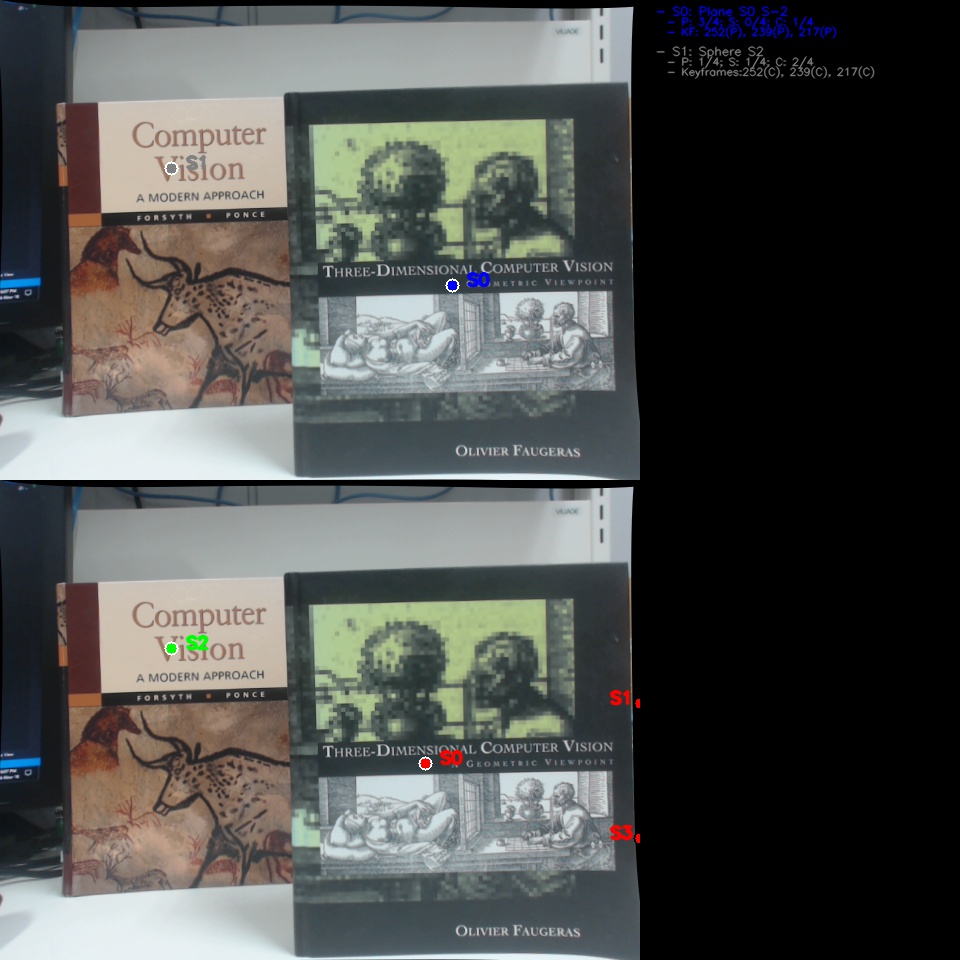 - S0: Plane S0 S-2
- P: 3/4; S: 0/4; C: 1/4
- KF: 252(P), 239(P), 217(P)
- S1: Sphere S2
- P: 1/4; S: 1/4; C: 2/4
- Keyframes:252(C), 239(C), 217(C)
Computer
Vision
S1
A MODERN APPROACH
FORSYTH PONCE
THREE-DIMENSIONAL COMPUTER VISION
S0
METRIC VIEWPOINT
OLIVIER FAUGERAS
Computer
Vision
S2
A MODERN APPROACH
FORSYTH PONCE
S1
THREE-DIMENSIONAL COMPUTER VISION
S0
A GEOMETRIC VIEWPOINT
S3
OLIVIER FAUGERAS